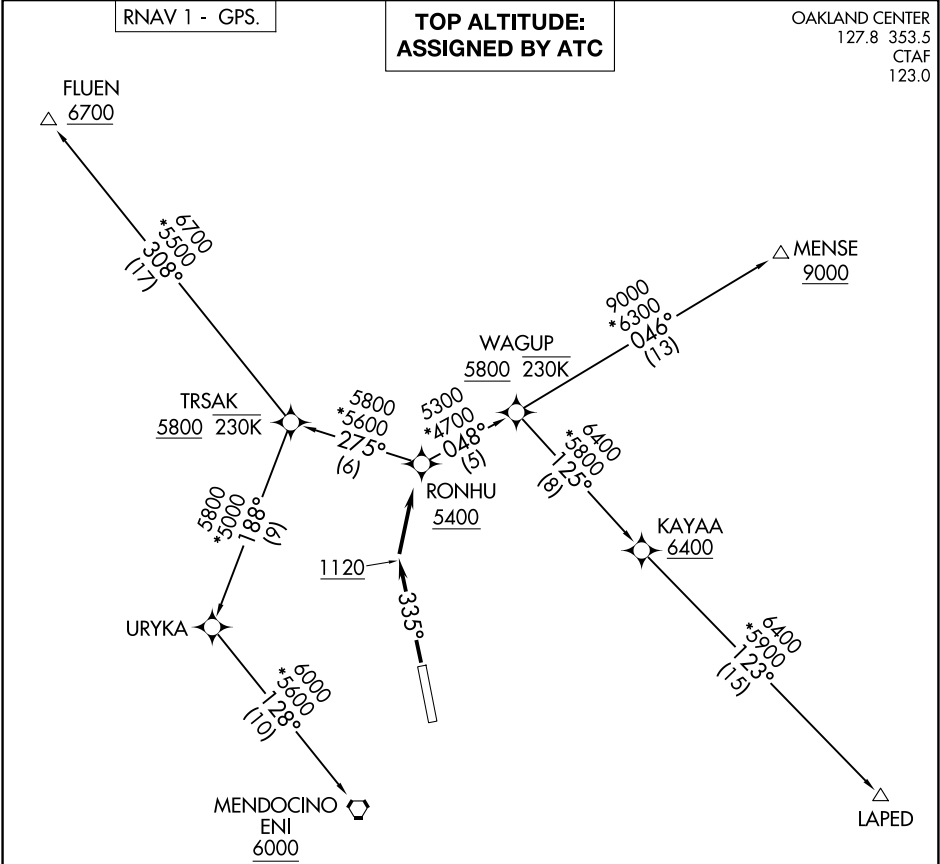 RNAV 1 - GPS.
TOP ALTITUDE:
ASSIGNED BY ATC
OAKLAND CENTER
127.8 353.5
CTAF
123.0
FLUEN
6700
6700
*5500
308°
(17)
MENSE
9000
9000
*6300
046°
(13)
WAGUP
5800 230K
TRSAK
5800 230K
5800
*5600
275°
(6)
5300
*4700
048°
(5)
RONHU
5400
6400
*5800
125°
(8)
KAYAA
6400
5800
*5000
188°
(9)
1120
335°
URYKA
6400
*5900
123°
(15)
6000
*5600
128°
(10)
MENDOCINO
ENI
6000
LAPED